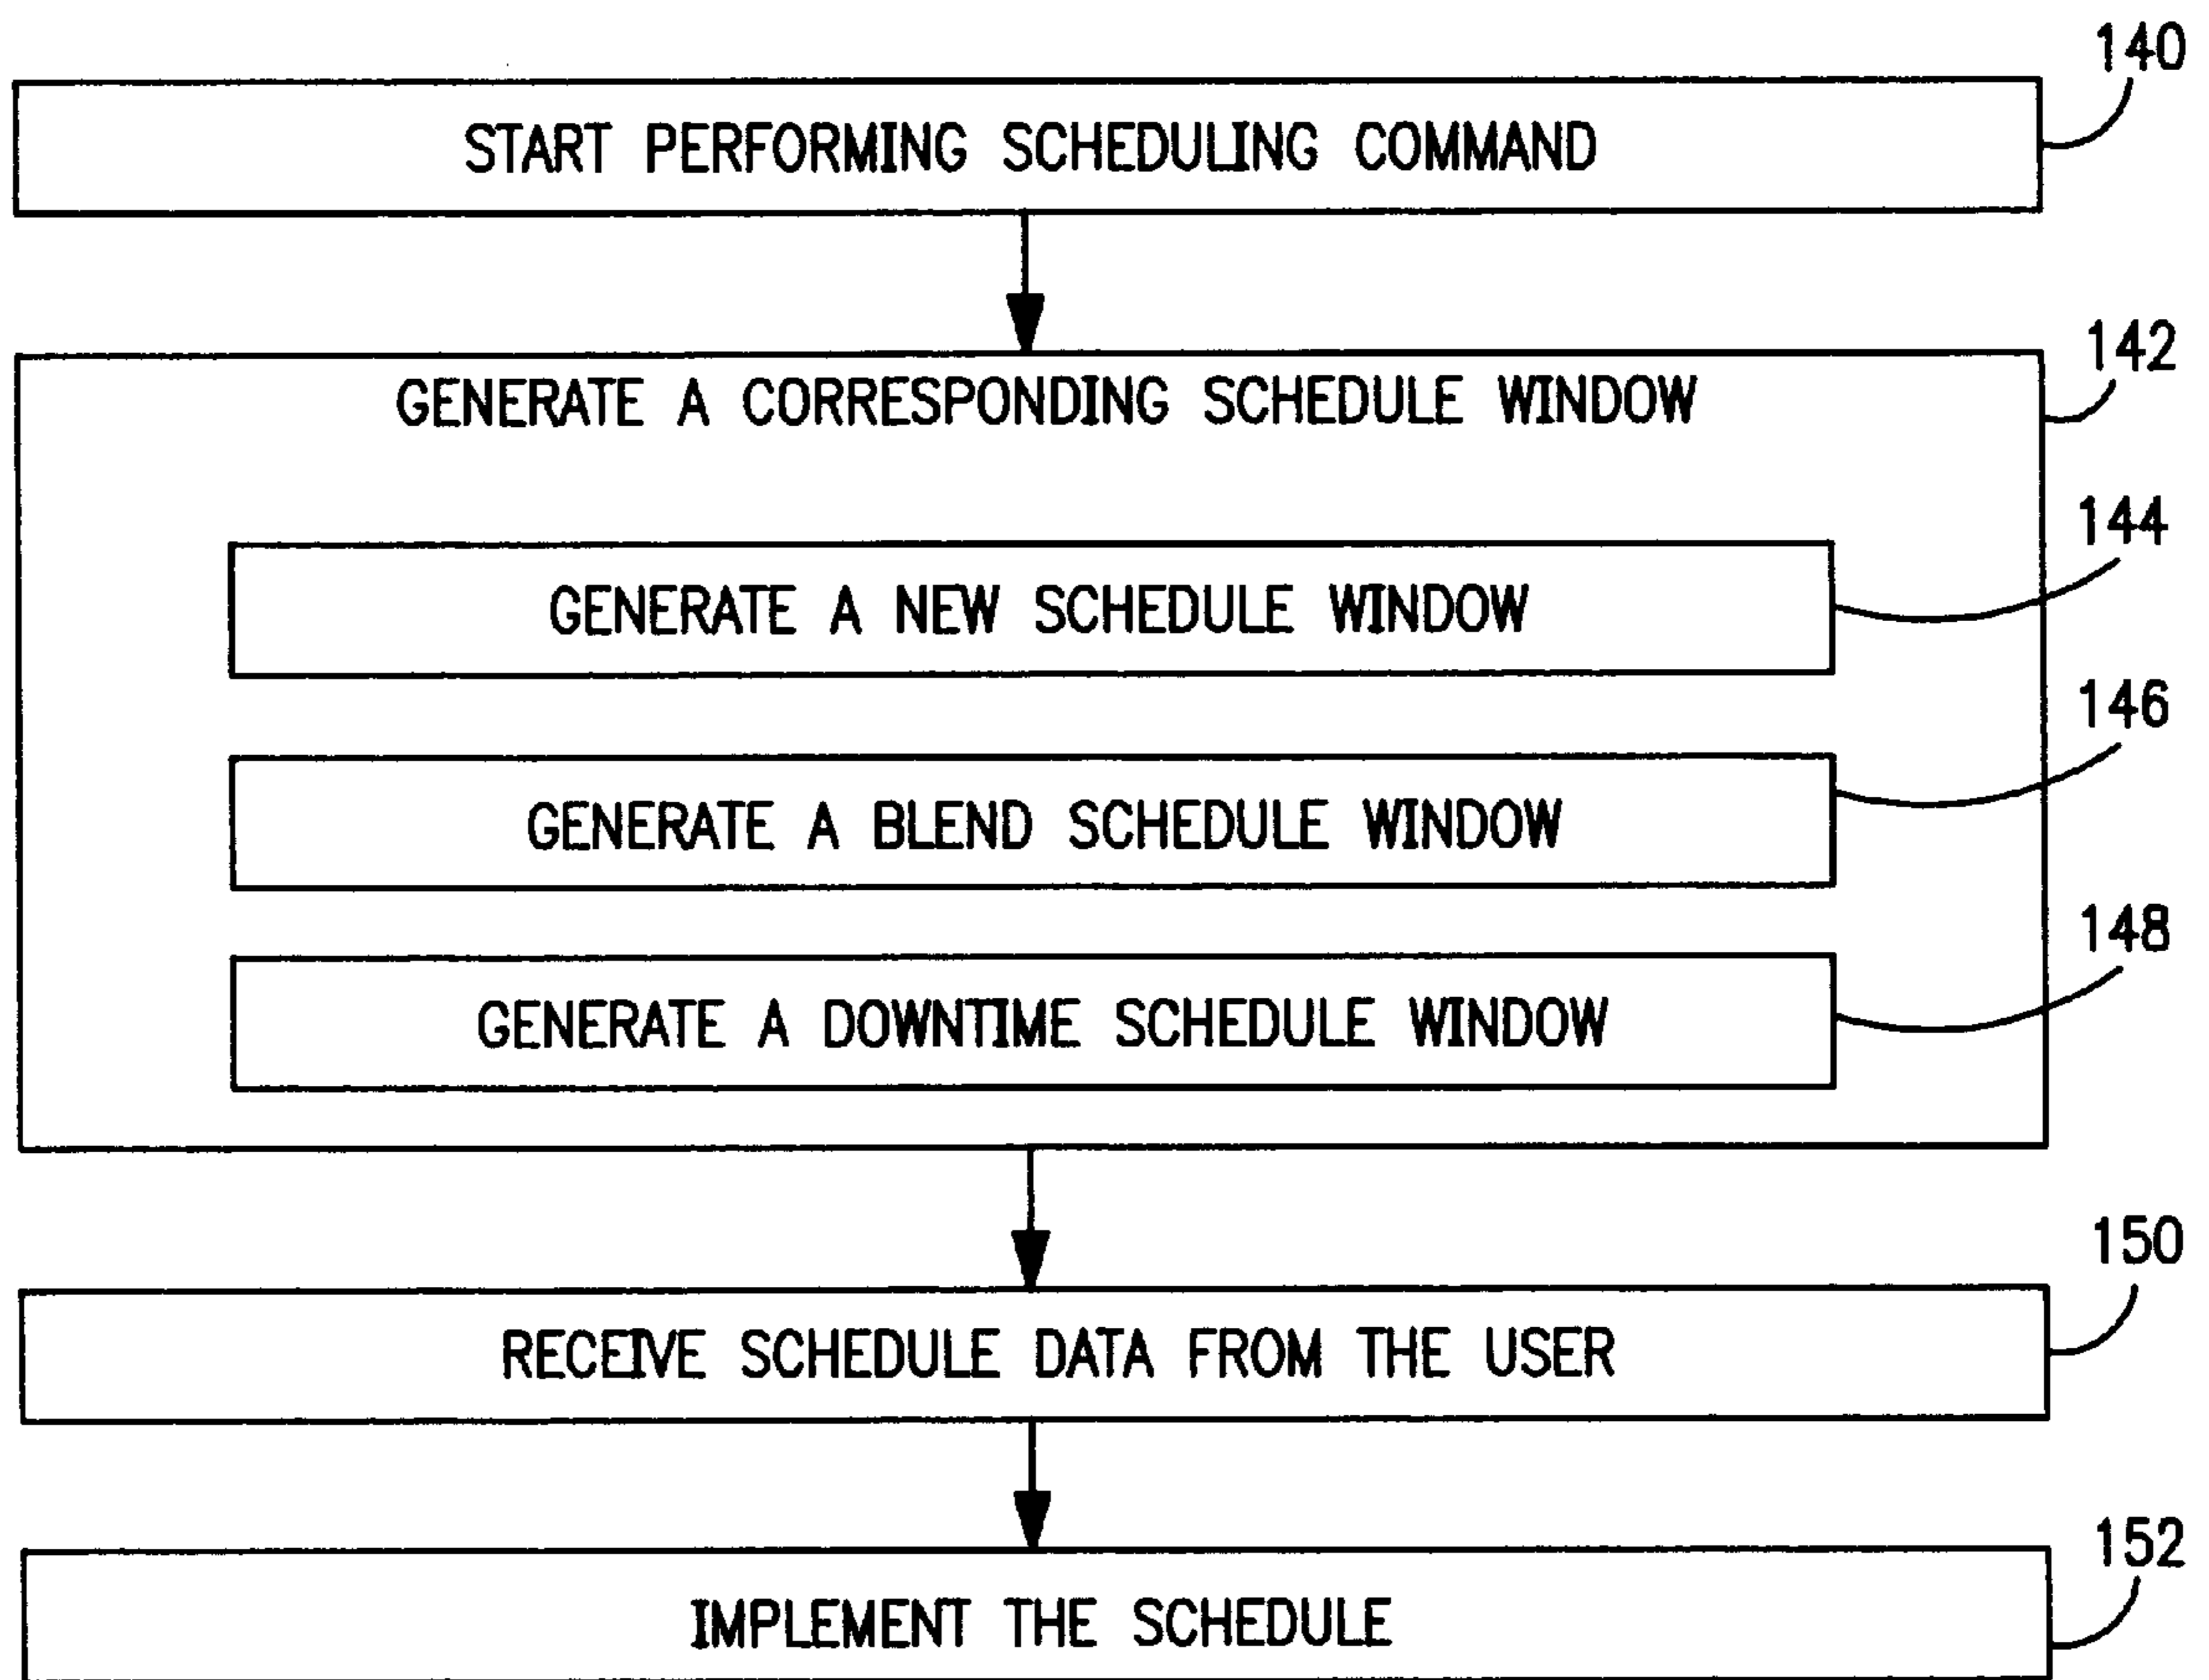 140
START PERFORMING SCHEDULING COMMAND
142
GENERATE A CORRESPONDING SCHEDULE WINDOW
144
GENERATE A NEW SCHEDULE WINDOW
146
GENERATE A BLEND SCHEDULE WINDOW
148
GENERATE A DOWNTIME SCHEDULE WINDOW
150
RECEIVE SCHEDULE DATA FROM THE USER
152
IMPLEMENT THE SCHEDULE